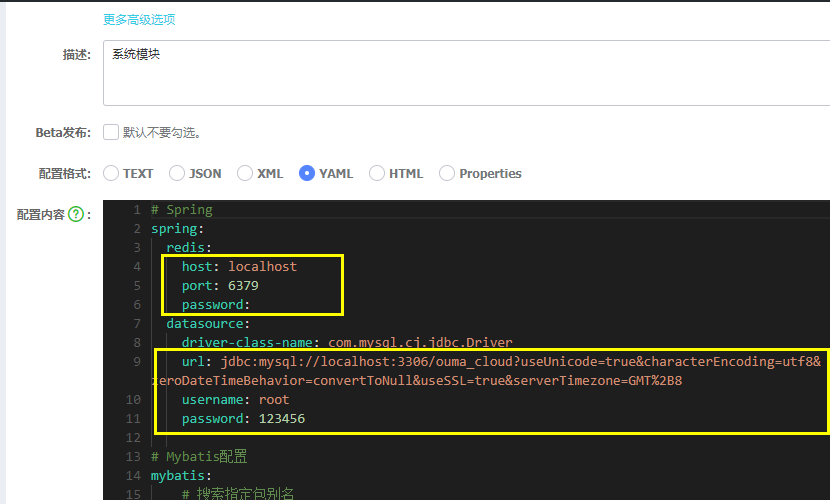 更多高级选项
描述:
系统模块
Beta发布:
默认不要勾选。
配置格式:
TEXT JSON XML YAML HTML Properties
配置内容 ? :
1 # Spring
2 spring:
3 redis:
4 host: localhost
5 port: 6379
6 password:
7 datasource:
8 driver-class-name: com.mysql.cj.jdbc.Driver
9 url: jdbc:mysql://localhost:3306/ouma_cloud?useUnicode=true&characterEncoding=utf8&
zeroDateTimeBehavior=convertToNull&useSSL=true&serverTimezone=GMT%2B8
10 username: root
11 password: 123456
12
13 # Mybatis配置
14 mybatis:
15 # 搜索指定包别名